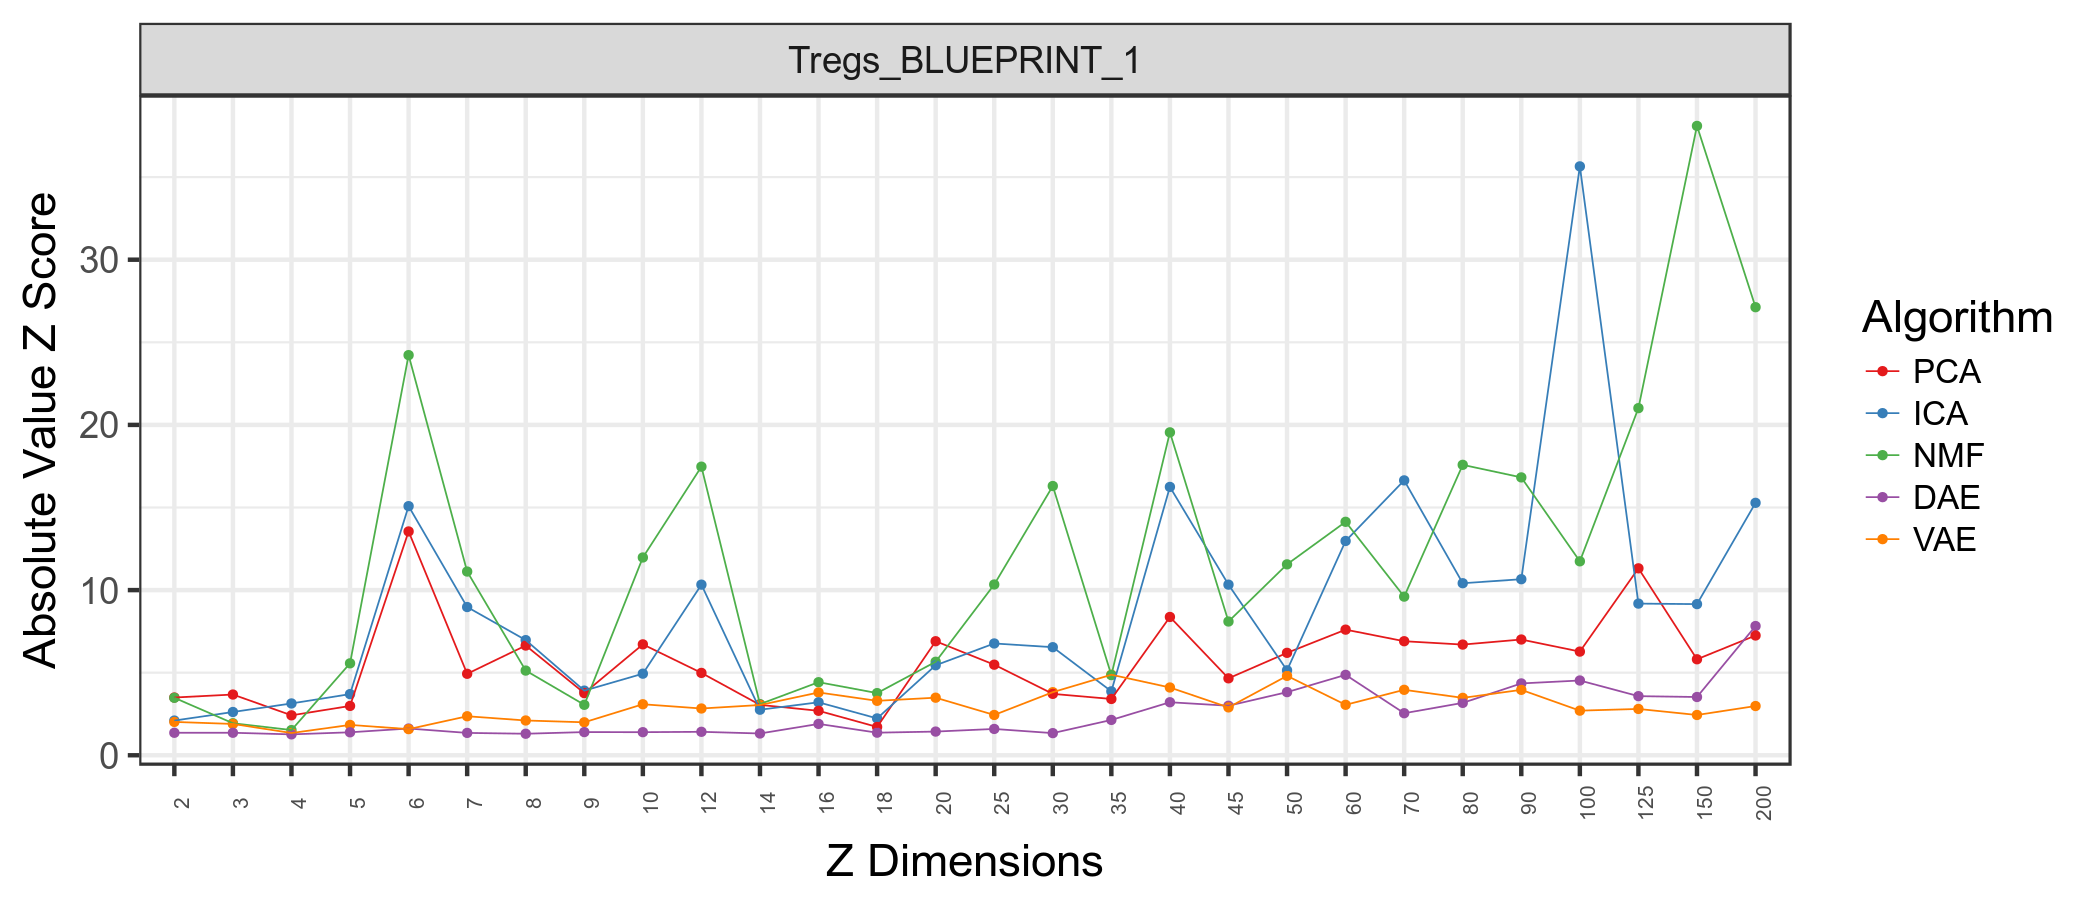 Tregs_BLUEPRINT_1
Absolute Value Z Score
30
20
10
0
2 3 4 5 6 7 8 9 10 12 14 16 18 20 25 30 35 40 45 50 60 70 80 90 100 125 150 200
Z Dimensions
Algorithm
PCA
ICA
NMF
DAE
VAE